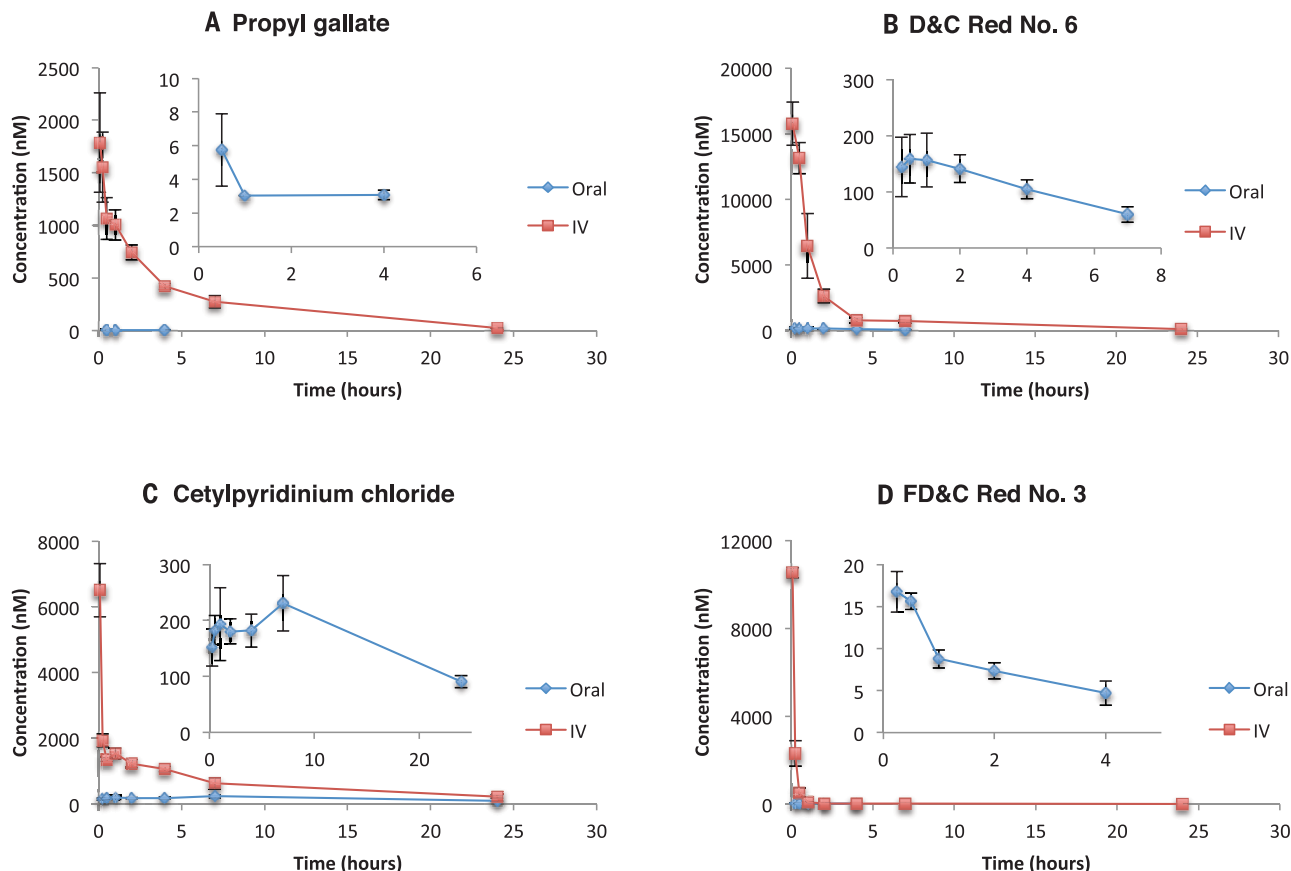 A Propyl gallate
Concentration (nM)
2500
2000
1500
1000
500
0
0 5 10 15 20 25 30
Time (hours)
10
8
6
4
2
0
0 2 4 6
Oral
IV
B D&C Red No. 6
Concentration (nM)
20000
15000
10000
5000
0
0 5 10 15 20 25 30
Time (hours)
300
200
100
0
0 2 4 6 8
Oral
IV
C Cetylpyridinium chloride
Concentration (nM)
8000
6000
4000
2000
0
0 5 10 15 20 25 30
Time (hours)
300
200
100
0
0 10 20
Oral
IV
D FD&C Red No. 3
Concentration (nM)
12000
8000
4000
0
0 5 10 15 20 25 30
Time (hours)
20
15
10
5
0
0 2 4
Oral
IV